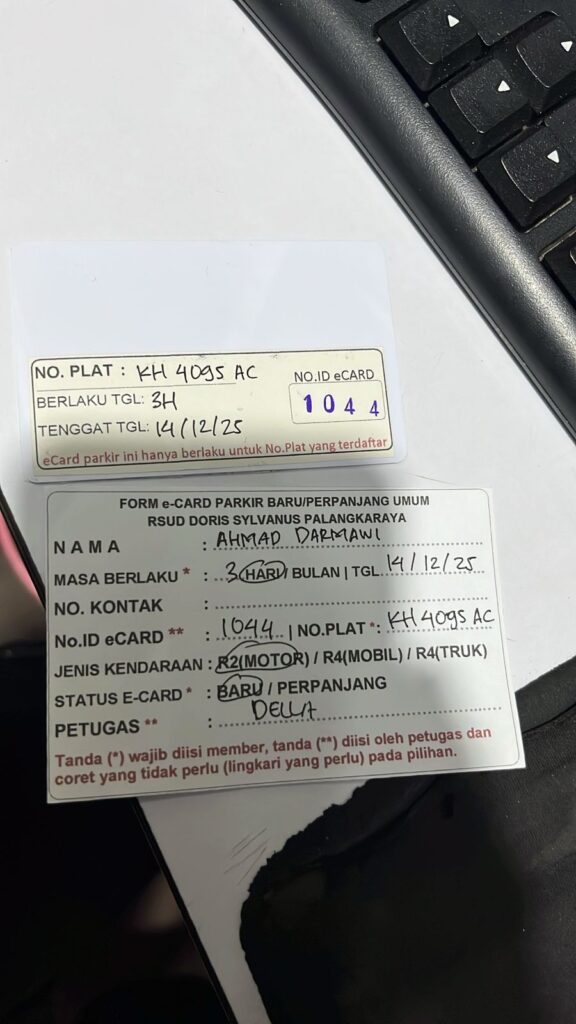 NO. PLAT : KH 4095 AC
NO.ID eCARD
BERLAKU TGL: 3H
1044
TENGGAT TGL: 14/12/25
eCard parkir ini hanya berlaku untuk No.Plat yang terdaftar
FORM e-CARD PARKIR BARU/PERPANJANG UMUM
RSUD DORIS SYLVANUS PALANGKARAYA
NAMA : AHMAD DARMAWI
MASA BERLAKU * : 3 HARI / BULAN | TGL 14/12/25
NO. KONTAK :
No.ID eCARD ** : 1044 | NO.PLAT *: KH 4095 AC
JENIS KENDARAAN : R2(MOTOR) / R4(MOBIL) / R4(TRUK)
STATUS E-CARD * : BARU / PERPANJANG
PETUGAS ** : DELLA
Tanda (*) wajib diisi member, tanda (**) diisi oleh petugas dan
coret yang tidak perlu (lingkari yang perlu) pada pilihan.